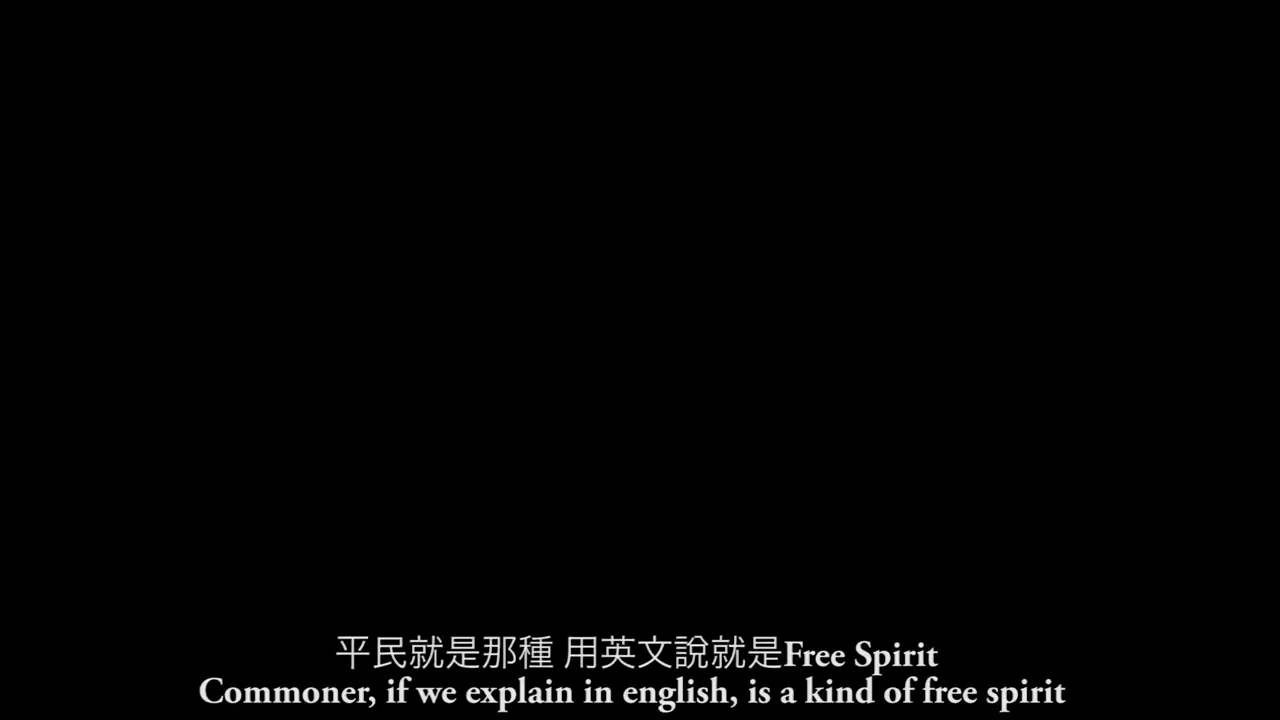 平民就是那種 用英文說就是Free Spirit
Commoner, if we explain in english, is a kind of free spirit